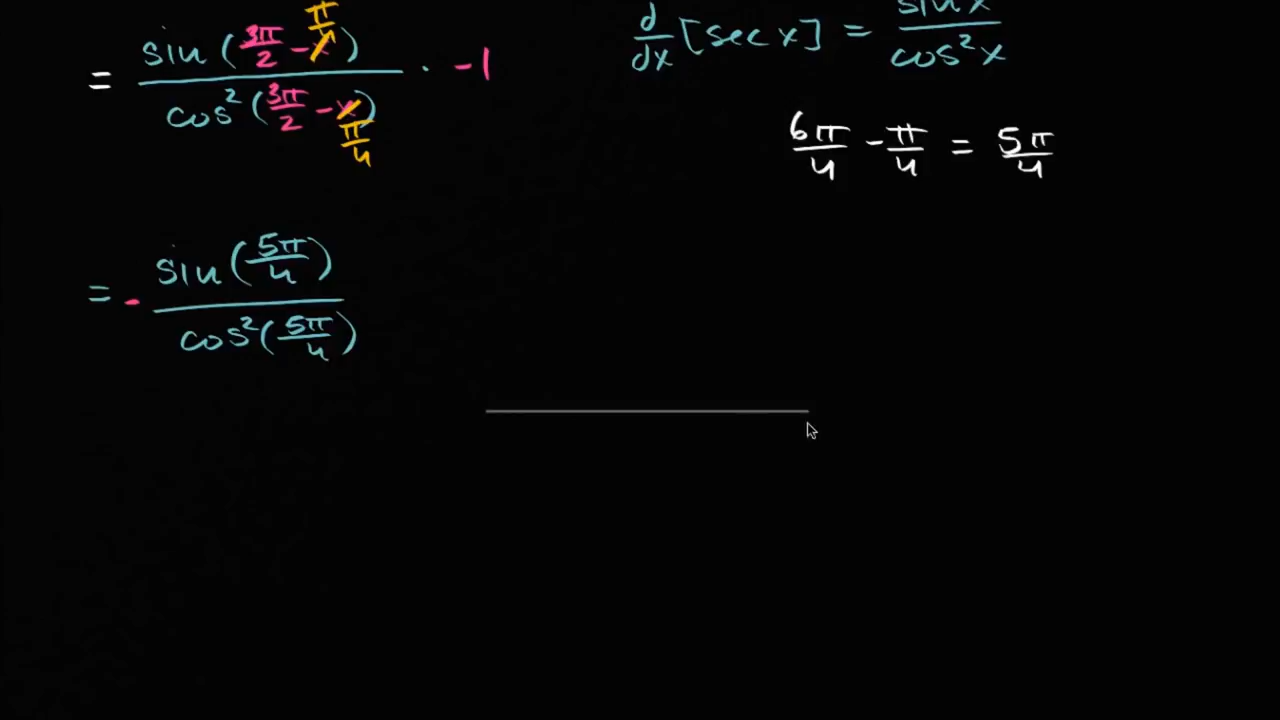 = sin(3π/2 - x π/4) / cos²(3π/2 - x π/4) · -1
d/dx [sec x] = sin x / cos² x
6π/4 - π/4 = 5π/4
= - sin(5π/4) / cos²(5π/4)